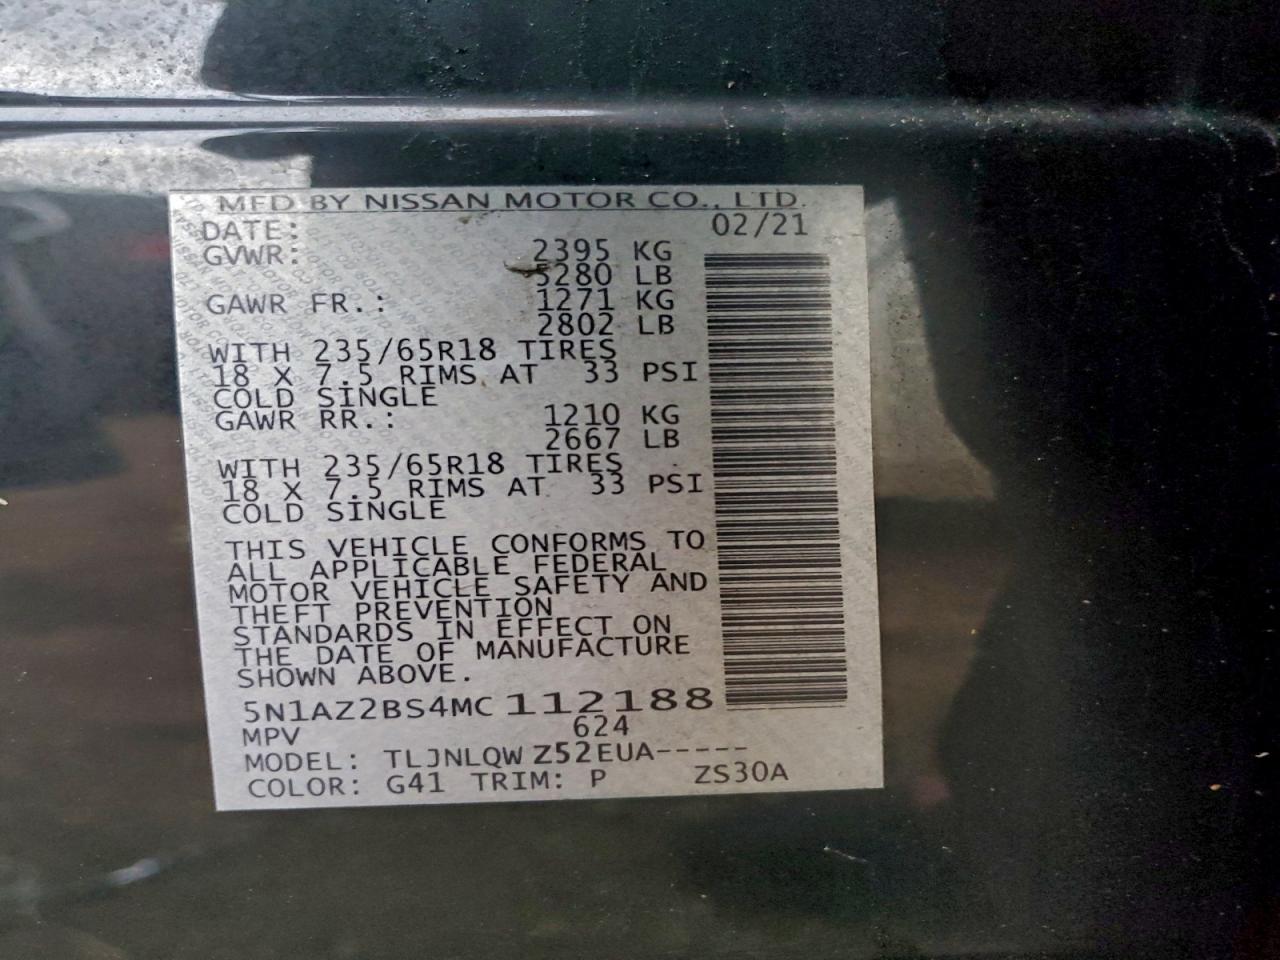 MFD BY NISSAN MOTOR CO., LTD.
DATE: 02/21
GVWR: 2395 KG
5280 LB
GAWR FR.: 1271 KG
2802 LB
WITH 235/65R18 TIRES
18 X 7.5 RIMS AT 33 PSI
COLD SINGLE
GAWR RR.: 1210 KG
2667 LB
WITH 235/65R18 TIRES
18 X 7.5 RIMS AT 33 PSI
COLD SINGLE
THIS VEHICLE CONFORMS TO
ALL APPLICABLE FEDERAL
MOTOR VEHICLE SAFETY AND
THEFT PREVENTION
STANDARDS IN EFFECT ON
THE DATE OF MANUFACTURE
SHOWN ABOVE.
5N1AZ2BS4MC112188
MPV 624
MODEL: TLJNLQW Z52EUA-----
COLOR: G41 TRIM: P ZS30A